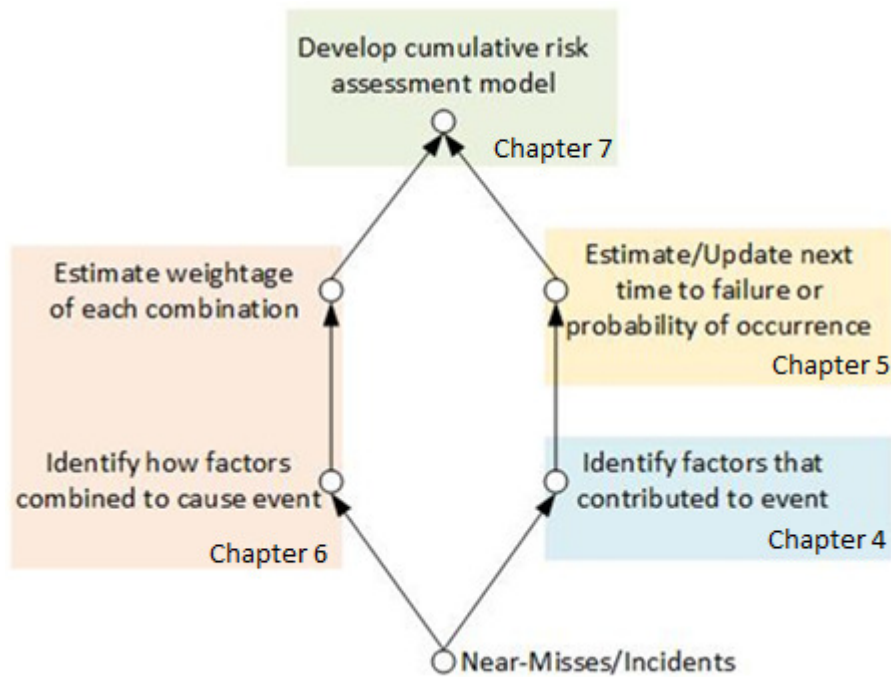 Develop cumulative risk
assessment model
Chapter 7
Estimate weightage
of each combination
Estimate/Update next
time to failure or
probability of occurrence
Chapter 5
Identify how factors
combined to cause event
Chapter 6
Identify factors that
contributed to event
Chapter 4
Near-Misses/Incidents